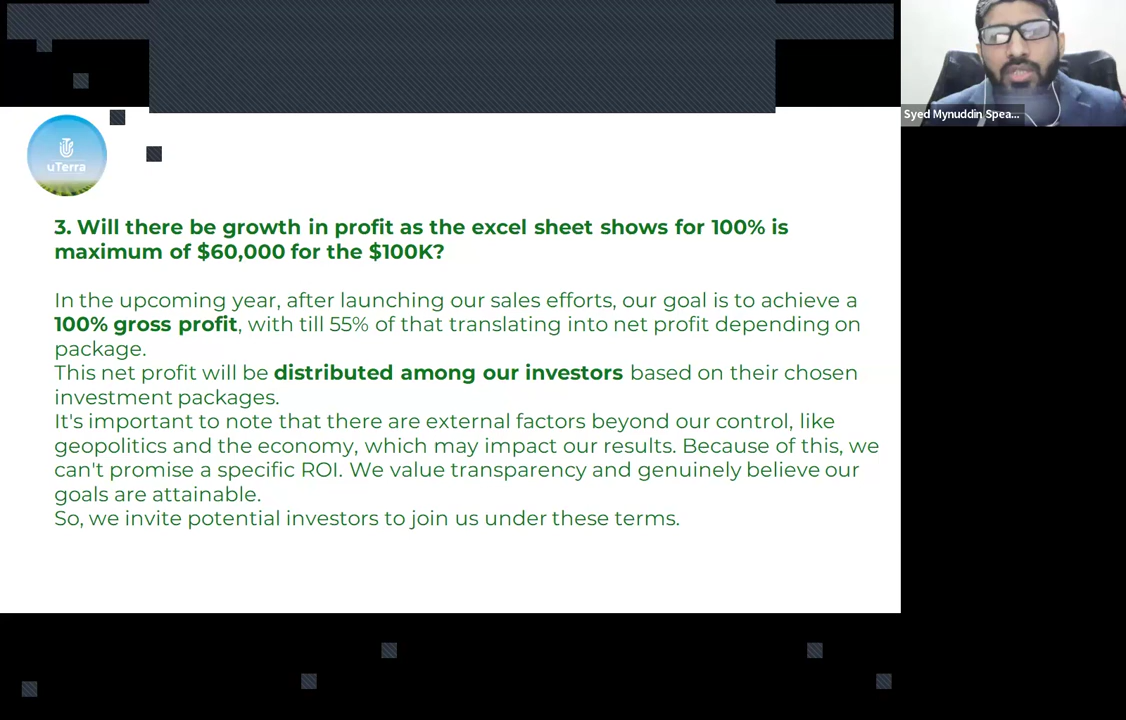 Syed Mynuddin Spea...
uTerra
3. Will there be growth in profit as the excel sheet shows for 100% is
maximum of $60,000 for the $100K?
In the upcoming year, after launching our sales efforts, our goal is to achieve a
100% gross profit, with till 55% of that translating into net profit depending on
package.
This net profit will be distributed among our investors based on their chosen
investment packages.
It's important to note that there are external factors beyond our control, like
geopolitics and the economy, which may impact our results. Because of this, we
can't promise a specific ROI. We value transparency and genuinely believe our
goals are attainable.
So, we invite potential investors to join us under these terms.